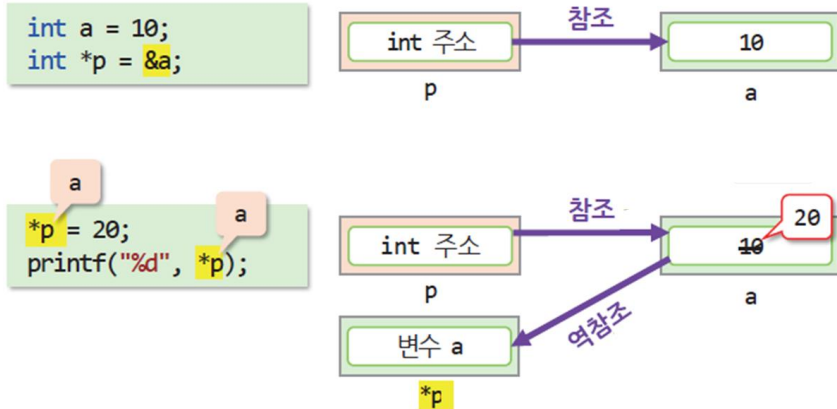 int a = 10;
int *p = &a;
int 주소
참조
10
p
a
a
a
*p = 20;
printf("%d", *p);
int 주소
참조
10
20
p
a
역참조
변수 a
*p